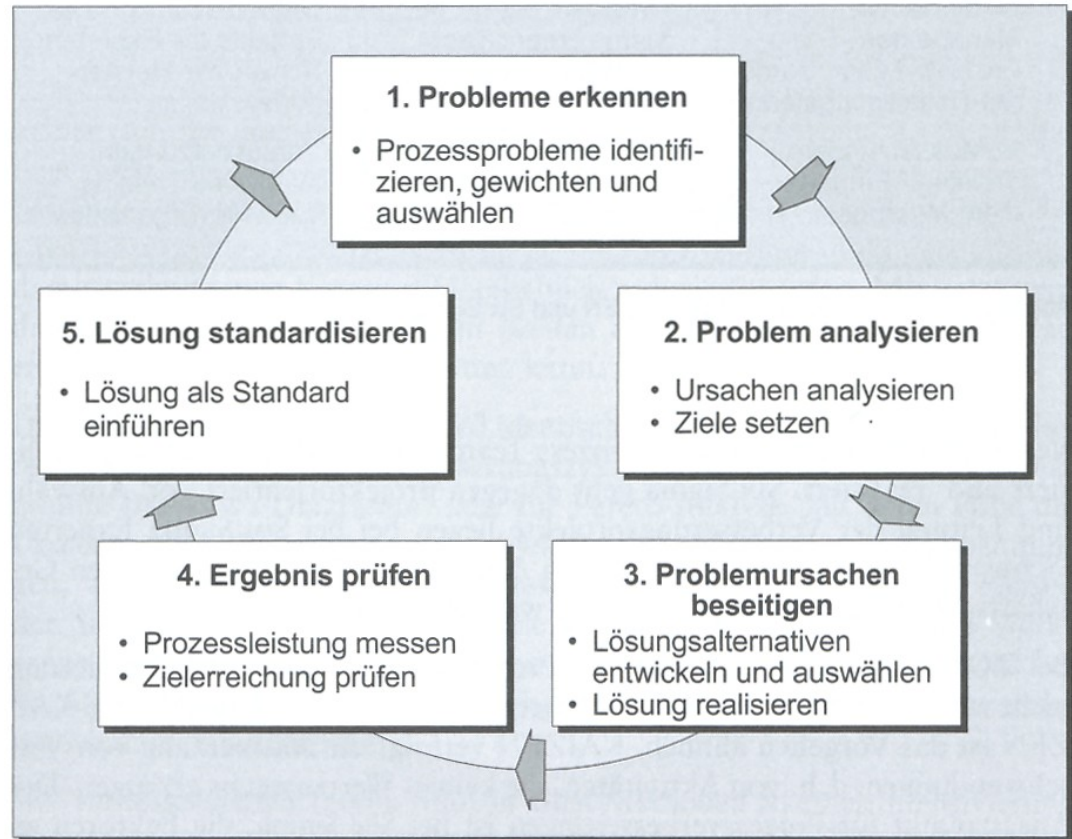 1. Probleme erkennen
• Prozessprobleme identifi-
zieren, gewichten und
auswählen
2. Problem analysieren
• Ursachen analysieren
• Ziele setzen
3. Problemursachen
beseitigen
• Lösungsalternativen
entwickeln und auswählen
• Lösung realisieren
4. Ergebnis prüfen
• Prozessleistung messen
• Zielerreichung prüfen
5. Lösung standardisieren
• Lösung als Standard
einführen